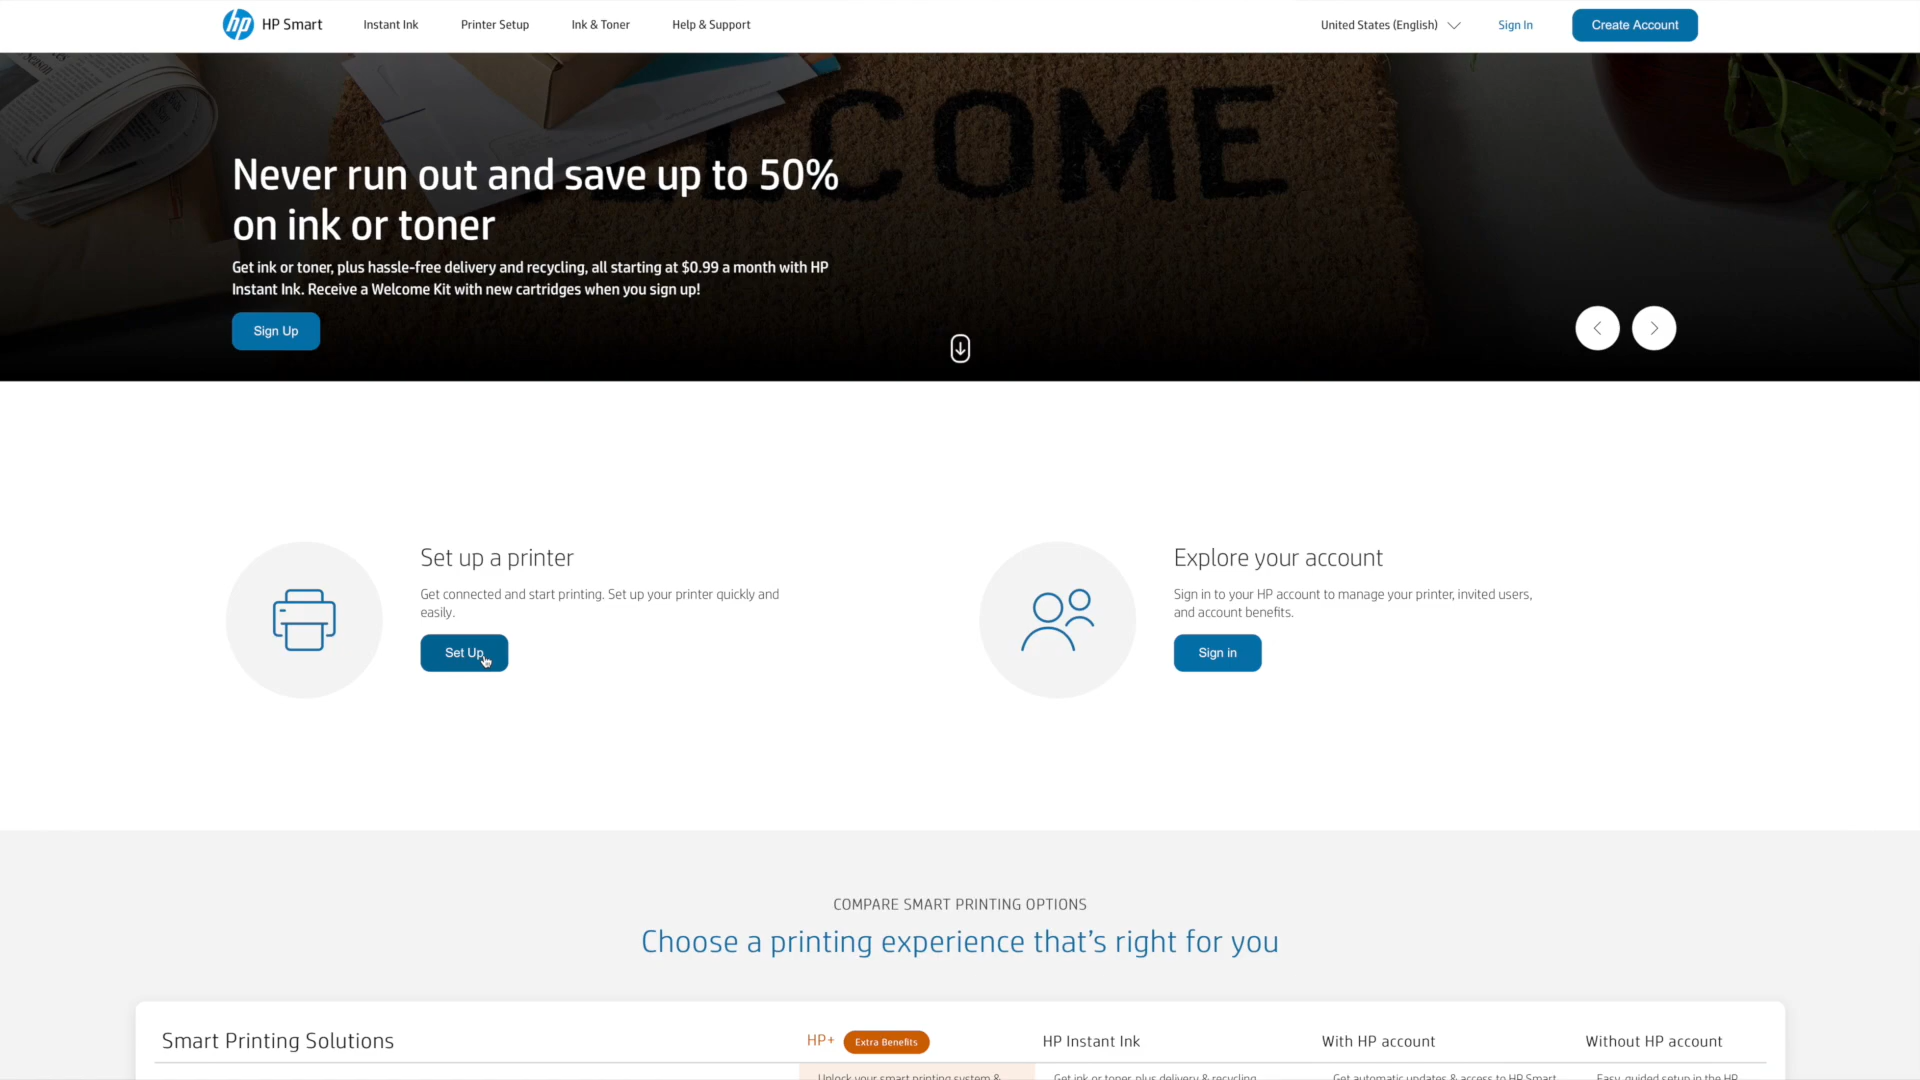 hp HP Smart Instant Ink Printer Setup Ink & Toner Help & Support United States (English) Sign In Create Account
COME
Never run out and save up to 50%
on ink or toner
Get ink or toner, plus hassle-free delivery and recycling, all starting at $0.99 a month with HP
Instant Ink. Receive a Welcome Kit with new cartridges when you sign up!
Sign Up
Set up a printer
Get connected and start printing. Set up your printer quickly and
easily.
Set Up
Explore your account
Sign in to your HP account to manage your printer, invited users,
and account benefits.
Sign in
COMPARE SMART PRINTING OPTIONS
Choose a printing experience that's right for you
Smart Printing Solutions HP+ Extra Benefits HP Instant Ink With HP account Without HP account
Unlock your smart printing system & Get ink or toner plus delivery & recycling Get automatic updates & access to HP Smart Easy, guided setup in the HP